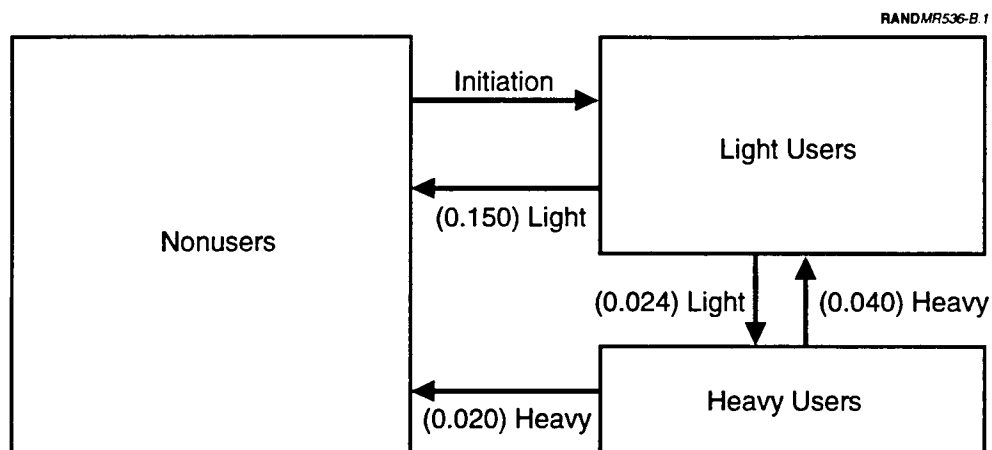 RANDMR536-B.1
Initiation
Light Users
(0.150) Light
Nonusers
(0.024) Light
(0.040) Heavy
Heavy Users
(0.020) Heavy